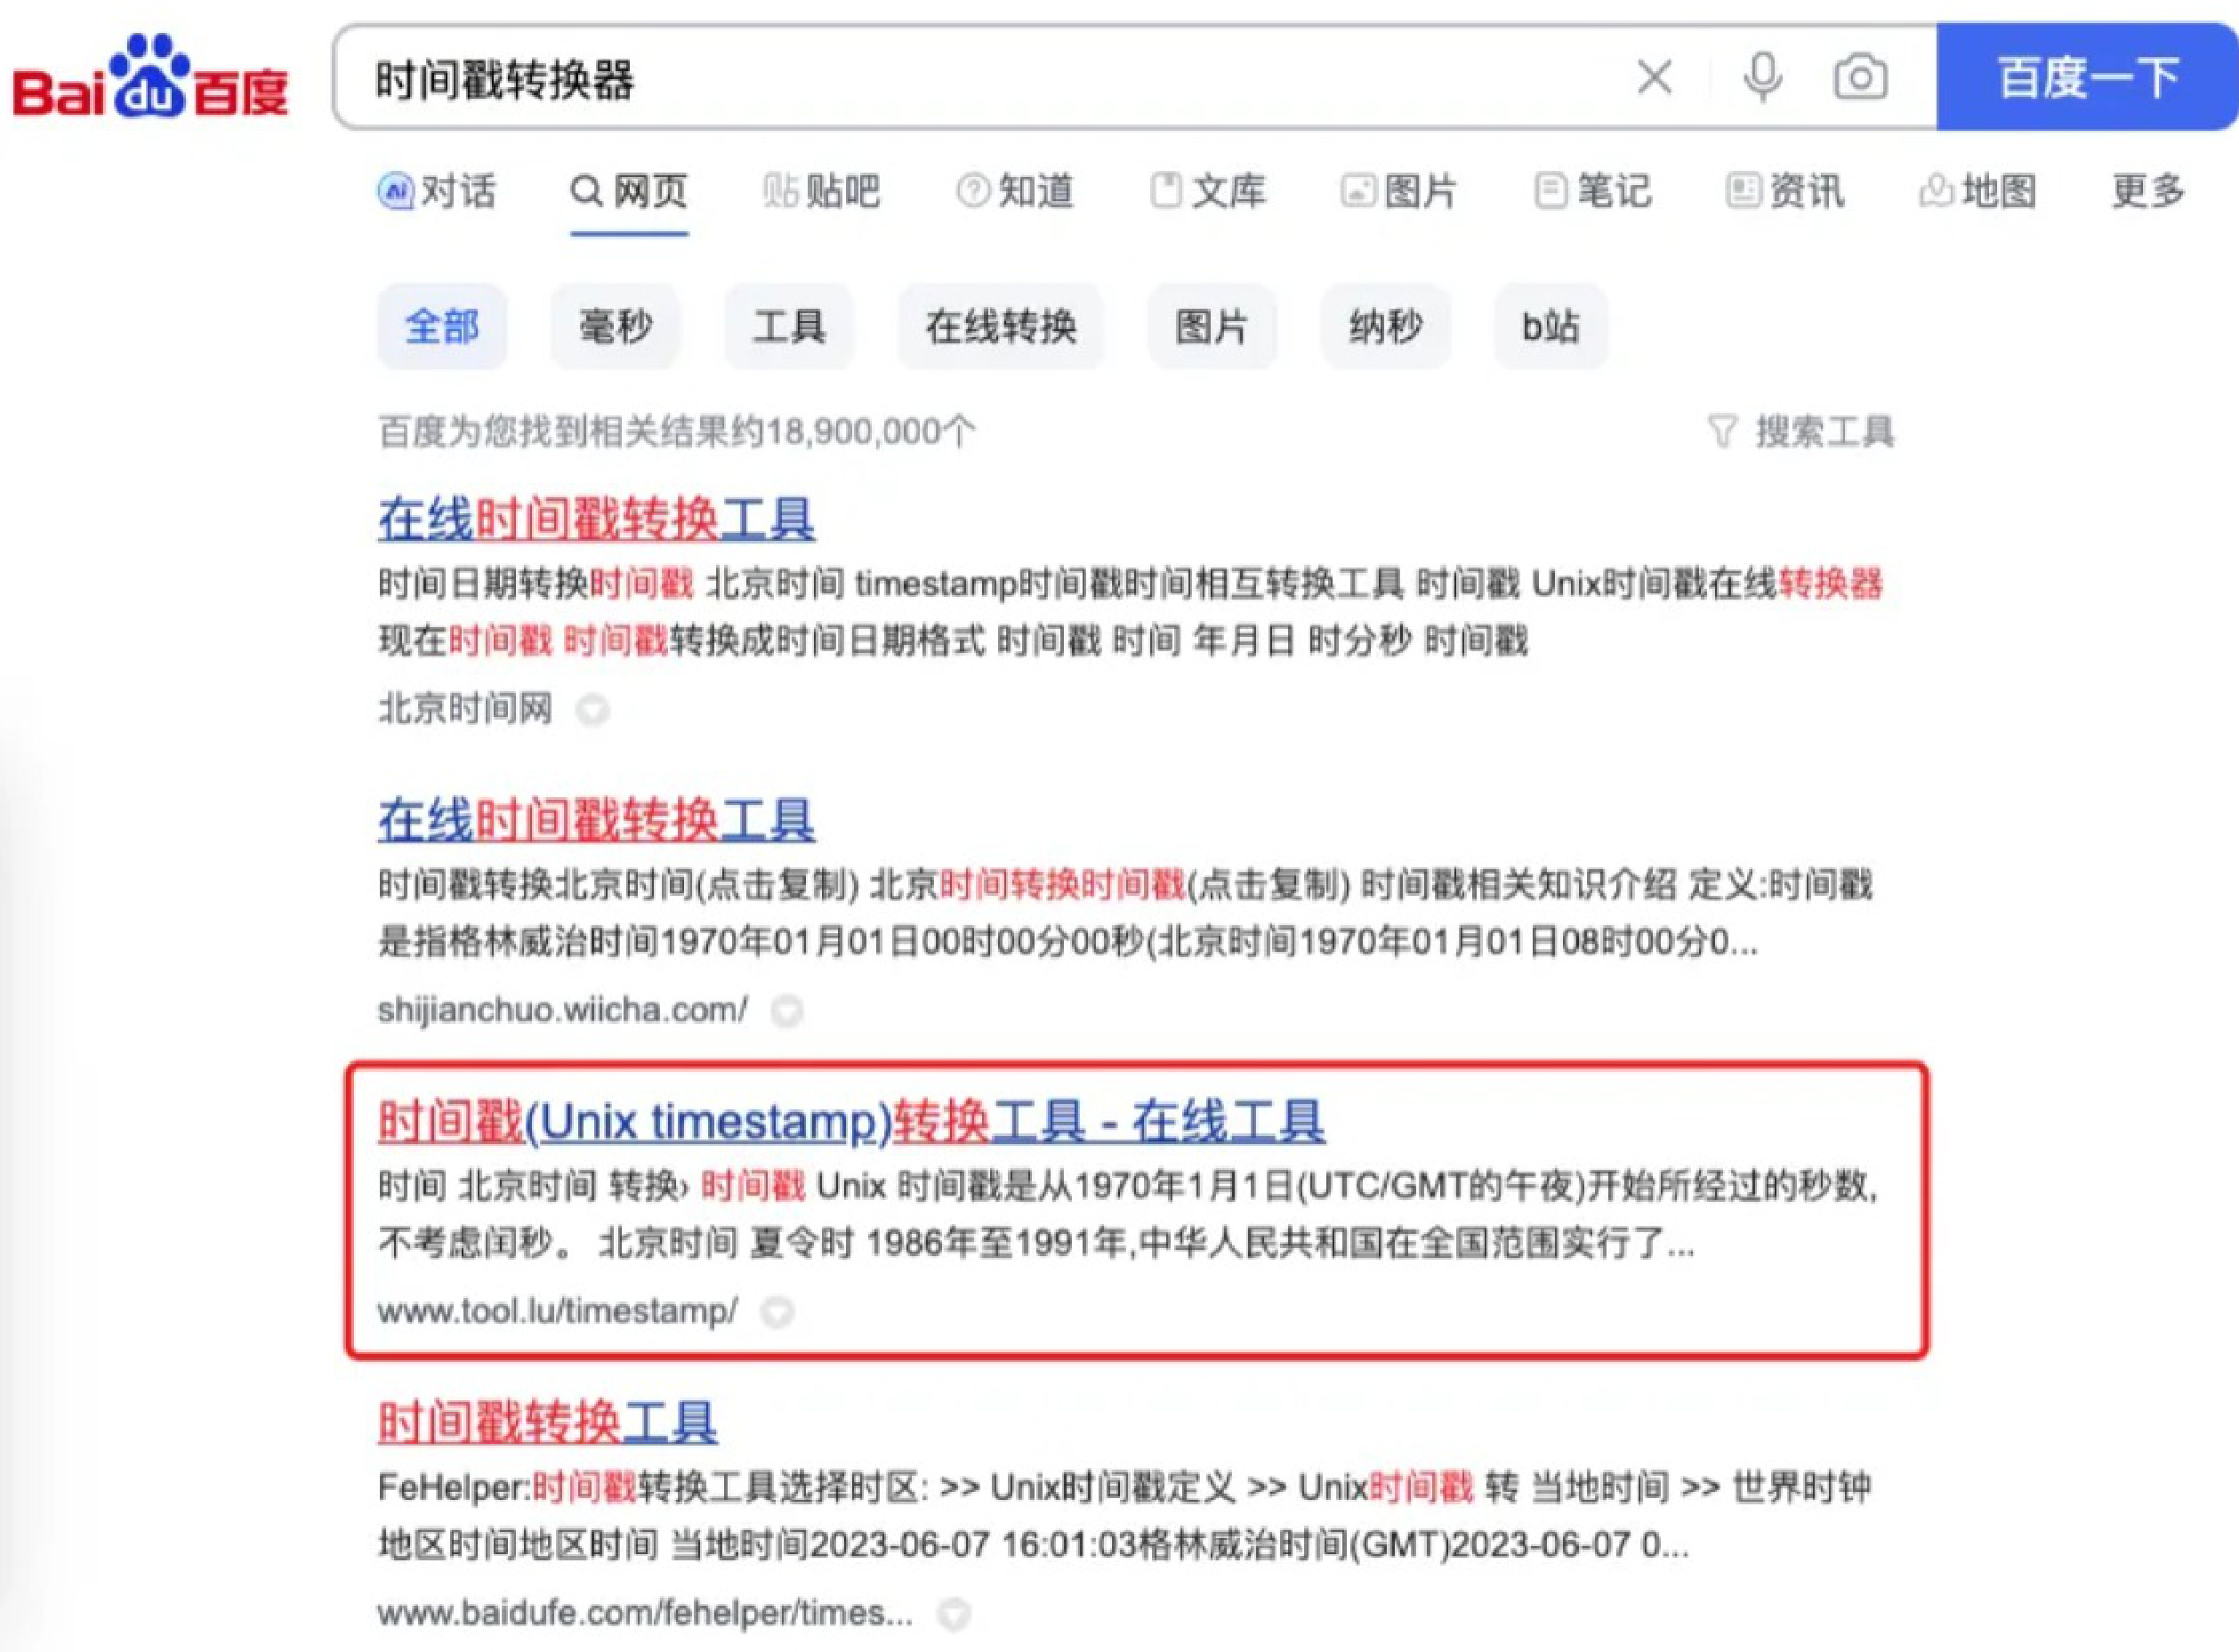 Bai du 百度
时间戳转换器
百度一下
对话 网页 贴吧 知道 文库 图片 笔记 资讯 地图 更多
全部 毫秒 工具 在线转换 图片 纳秒 b站
百度为您找到相关结果约18,900,000个 搜索工具
在线时间戳转换工具
时间日期转换时间戳 北京时间 timestamp时间戳时间相互转换工具 时间戳 Unix时间戳在线转换器
现在时间戳 时间戳转换成时间日期格式 时间戳 时间 年月日 时分秒 时间戳
北京时间网
在线时间戳转换工具
时间戳转换北京时间(点击复制) 北京时间转换时间戳(点击复制) 时间戳相关知识介绍 定义:时间戳
是指格林威治时间1970年01月01日00时00分00秒(北京时间1970年01月01日08时00分0...
shijianchuo.wiicha.com/
时间戳(Unix timestamp)转换工具 - 在线工具
时间 北京时间 转换› 时间戳 Unix 时间戳是从1970年1月1日(UTC/GMT的午夜)开始所经过的秒数,
不考虑闰秒。 北京时间 夏令时 1986年至1991年,中华人民共和国在全国范围实行了...
www.tool.lu/timestamp/
时间戳转换工具
FeHelper:时间戳转换工具选择时区: >> Unix时间戳定义 >> Unix时间戳 转 当地时间 >> 世界时钟
地区时间地区时间 当地时间2023-06-07 16:01:03格林威治时间(GMT)2023-06-07 0...
www.baidufe.com/fehelper/times...